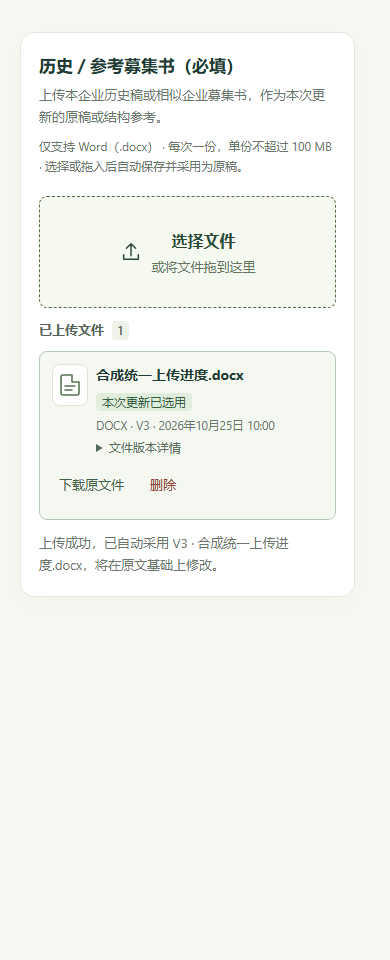 历史 / 参考募集书（必填）
上传本企业历史稿或相似企业募集书，作为本次更
新的原稿或结构参考。
仅支持 Word（.docx） · 每次一份，单份不超过 100 MB
· 选择或拖入后自动保存并采用为原稿。
选择文件
或将文件拖到这里
已上传文件 1
合成统一上传进度.docx
本次更新已选用
DOCX · V3 · 2026年10月25日 10:00
▶ 文件版本详情
下载原文件 删除
上传成功，已自动采用 V3 · 合成统一上传进
度.docx，将在原文基础上修改。